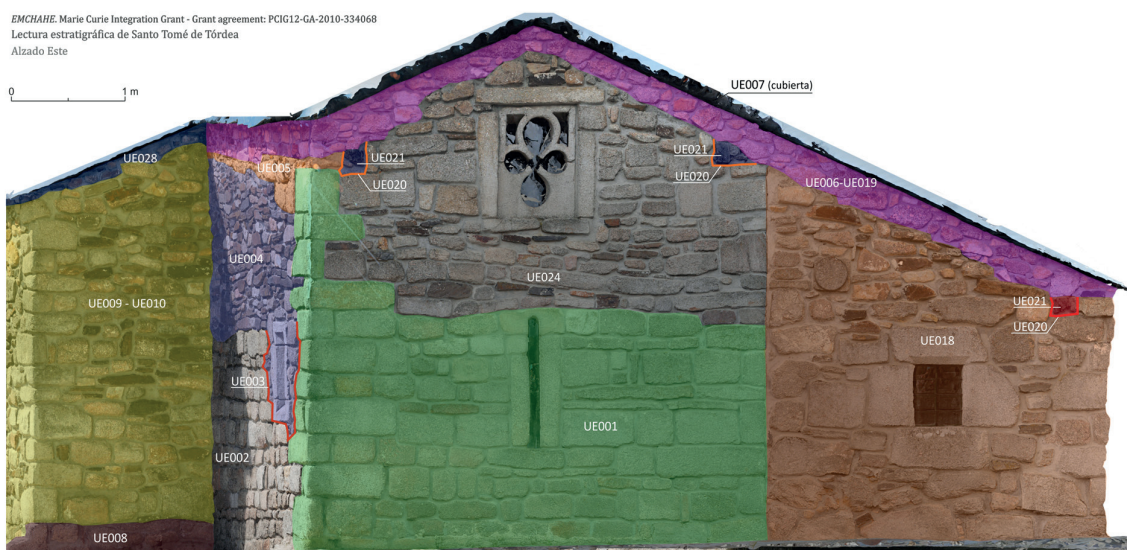 EMCHAHE. Marie Curie Integration Grant - Grant agreement: PCIG12-GA-2010-334068
Lectura estratigráfica de Santo Tomé de Tórdea
Alzado Este
0 1 m
UE007 (cubierta)
UE028
UE005
UE021
UE020
UE021
UE020
UE006-UE019
UE004
UE024
UE009 - UE010
UE021
UE020
UE018
UE003
UE001
UE002
UE008